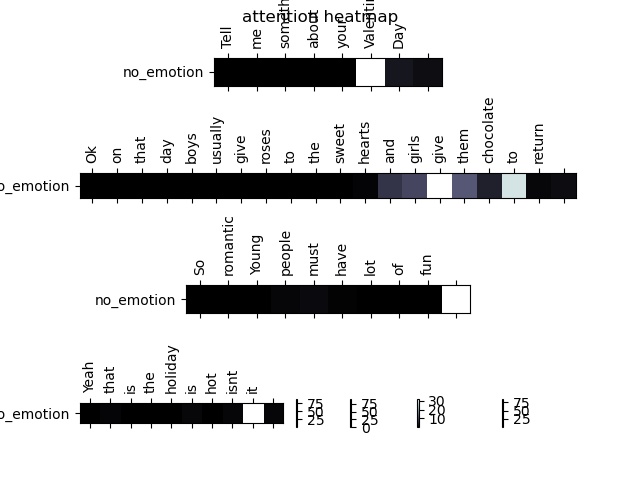 attention heatmap
Tell me about your Day
no_emotion
Ok on that day boys usually give roses to the sweet hearts and girls give them chocolate to return
o_emotion
So romantic Young people must have lot of fun
no_emotion
Yeah that is the holiday is hot isnt it
o_emotion
75 50 25
75 50 25 0
30 20 10
75 50 25